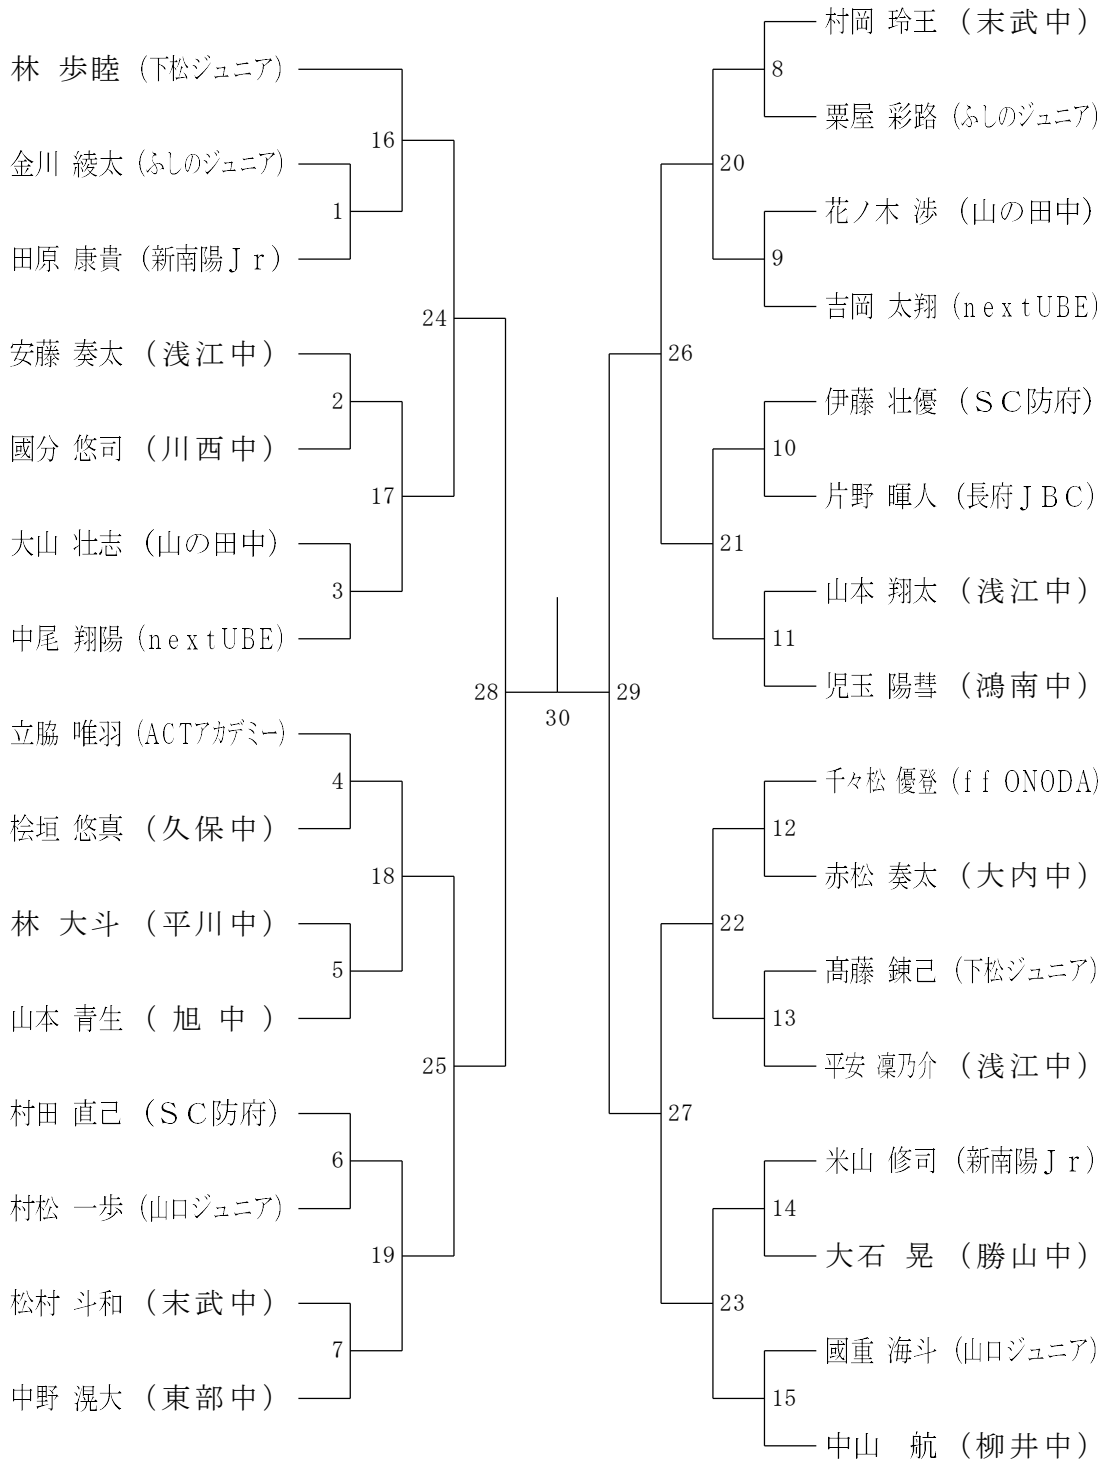 林 歩睦 (下松ジュニア)
16
金川 綾太 (ふしのジュニア)
1
田原 康貴 (新南陽Ｊｒ)
24
安藤 奏太 (浅江中)
2
國分 悠司 (川西中)
17
大山 壮志 (山の田中)
3
中尾 翔陽 (nextUBE)
28
立脇 唯羽 (ACTアカデミー)
4
桧垣 悠真 (久保中)
18
林 大斗 (平川中)
5
山本 青生 (旭中)
25
村田 直己 (ＳＣ防府)
6
村松 一歩 (山口ジュニア)
19
松村 斗和 (末武中)
7
中野 滉大 (東部中)
30
村岡 玲王 (末武中)
8
粟屋 彩路 (ふしのジュニア)
20
花ノ木 渉 (山の田中)
9
吉岡 太翔 (nextUBE)
26
伊藤 壮優 (ＳＣ防府)
10
片野 暉人 (長府ＪＢＣ)
21
山本 翔太 (浅江中)
11
児玉 陽彗 (鴻南中)
29
千々松 優登 (ff ONODA)
12
赤松 奏太 (大内中)
22
髙藤 錬己 (下松ジュニア)
13
平安 凜乃介 (浅江中)
27
米山 修司 (新南陽Ｊｒ)
14
大石 晃 (勝山中)
23
國重 海斗 (山口ジュニア)
15
中山 航 (柳井中)